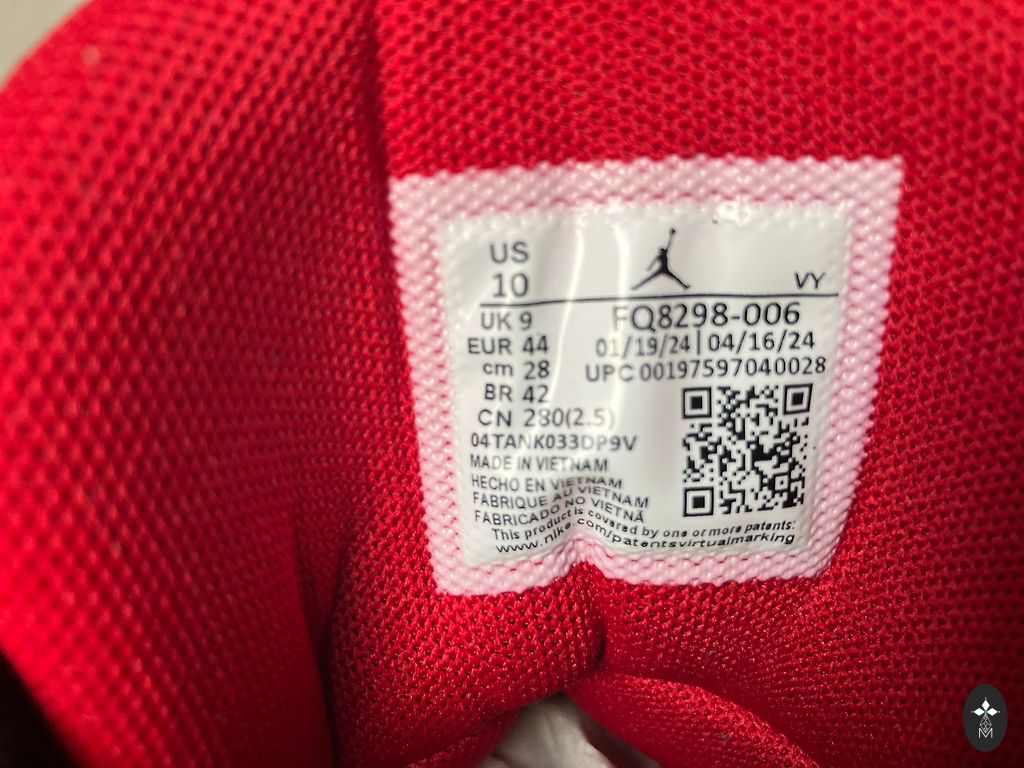 US
10
VY
UK 9
FQ8298-006
EUR 44
01/19/24 | 04/16/24
cm 28
UPC 00197597040028
BR 42
CN 280(2.5)
04TANK033DP9V
MADE IN VIETNAM
HECHO EN VIETNAM
FABRIQUE AU VIETNAM
FABRICADO NO VIETNÃ
This product is covered by one or more patents:
www.nike.com/patentsvirtualmarking
M